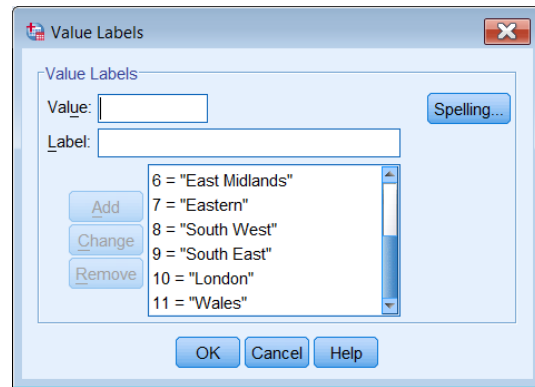 Value Labels
Value Labels
Value:
Spelling...
Label:
6 = "East Midlands"
7 = "Eastern"
8 = "South West"
9 = "South East"
10 = "London"
11 = "Wales"
Add
Change
Remove
OK Cancel Help